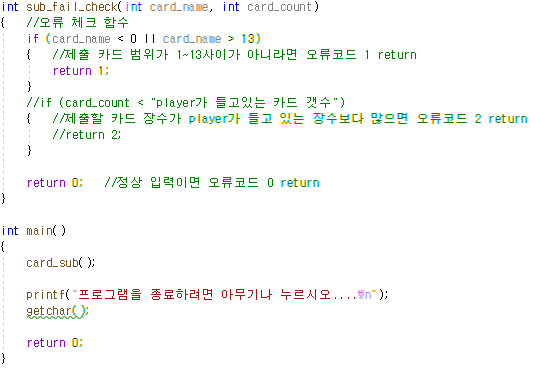 int sub_fail_check(int card_name, int card_count)
{ //오류 체크 함수
if (card_name < 0 || card_name > 13)
{ //제출 카드 범위가 1~13사이가 아니라면 오류코드 1 return
return 1;
}
//if (card_count < "player가 들고있는 카드 갯수")
{ //제출할 카드 장수가 player가 들고 있는 장수보다 많으면 오류코드 2 return
//return 2;
}
return 0; //정상 입력이면 오류코드 0 return
}
int main()
{
card_sub();
printf("프로그램을 종료하려면 아무키나 누르시오....₩n");
getchar();
return 0;
}